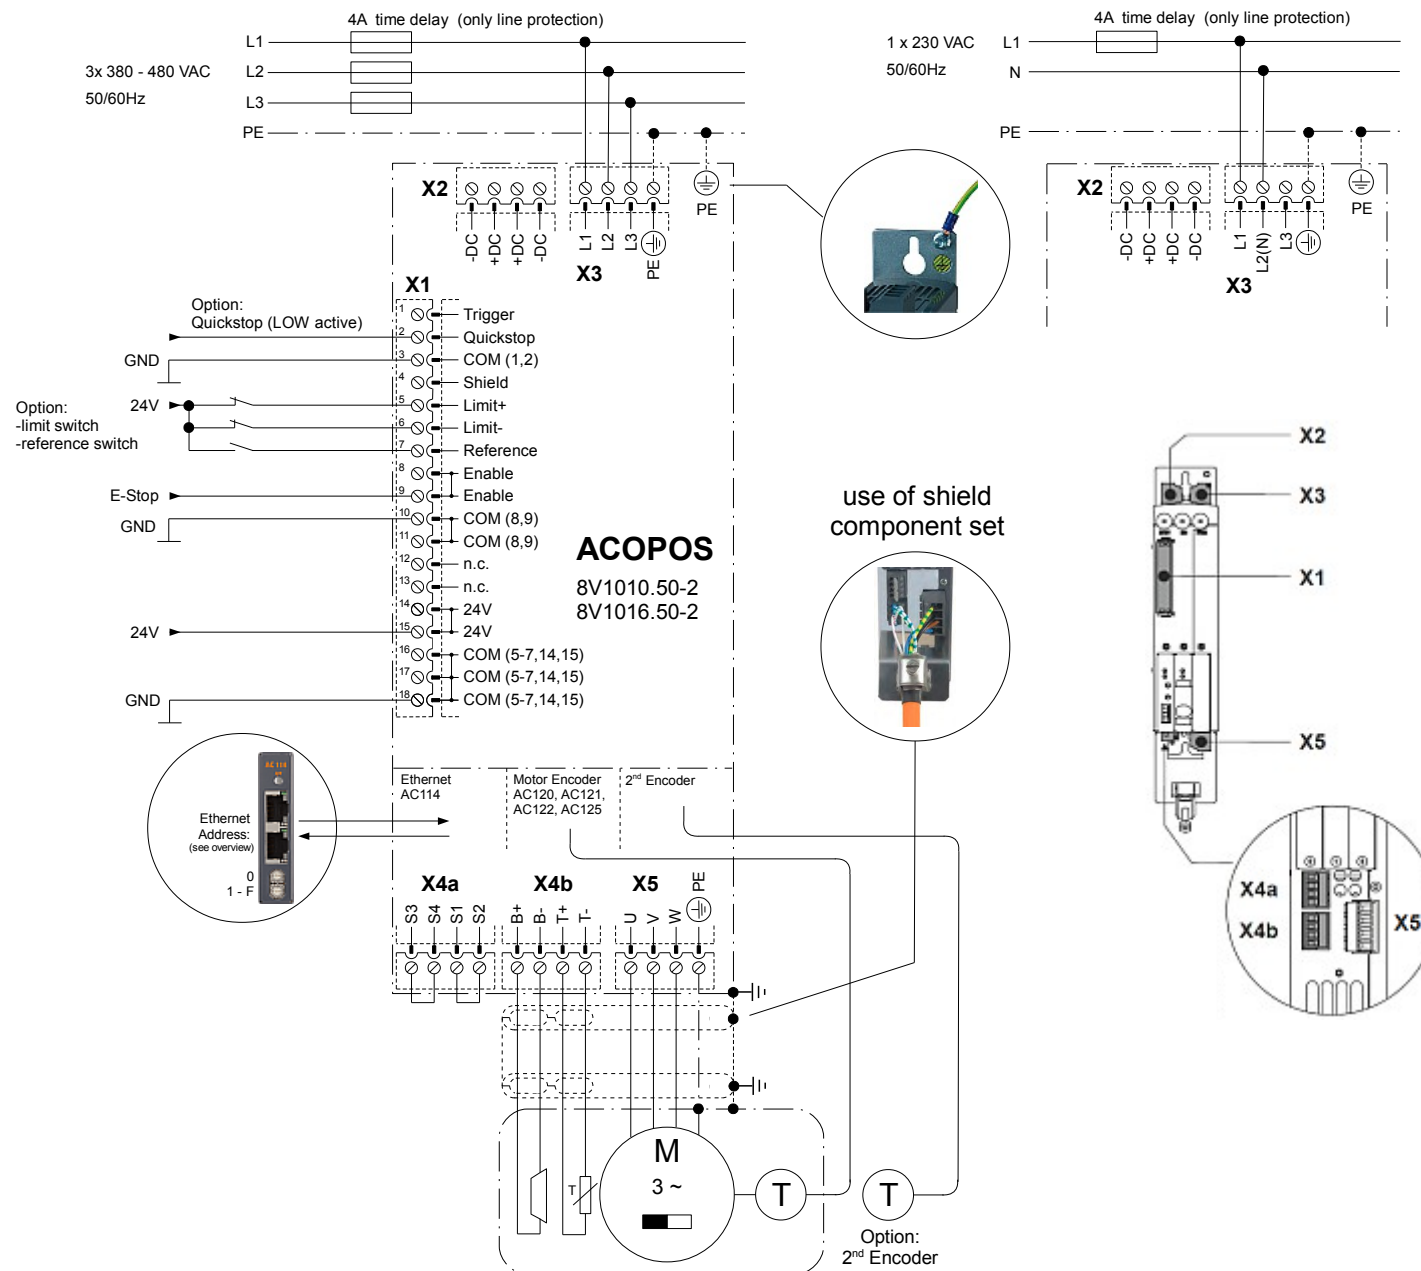 4A  time delay  (only line protection)
L1
3x 380 - 480 VAC
L2
50/60Hz
L3
PE
X2
PE
-DC
+DC
+DC
-DC
L1
L2
L3
PE
X3
4A  time delay  (only line protection)
1 x 230 VAC
L1
50/60Hz
N
PE
X2
PE
-DC
+DC
+DC
-DC
L1
L2(N)
L3
X3
X1
Option:
Quickstop (LOW active)
GND
Option:
-limit switch
-reference switch
24V
E-Stop
GND
24V
GND
1 Trigger
2 Quickstop
3 COM (1,2)
4 Shield
5 Limit+
6 Limit-
7 Reference
8 Enable
9 Enable
10 COM (8,9)
11 COM (8,9)
12 n.c.
13 n.c.
14 24V
15 24V
16 COM (5-7,14,15)
17 COM (5-7,14,15)
18 COM (5-7,14,15)
ACOPOS
8V1010.50-2
8V1016.50-2
use of shield
component set
X2
X3
X1
X5
X4a
X4b
X5
AC 114
Ethernet
Address:
(see overview)
0
1 - F
Ethernet
AC114
Motor Encoder
AC120, AC121,
AC122, AC125
2nd Encoder
X4a
X4b
X5
PE
S3
S4
S1
S2
B+
B-
T+
T-
U
V
W
M
3 ~
T
T
T
Option:
2nd Encoder